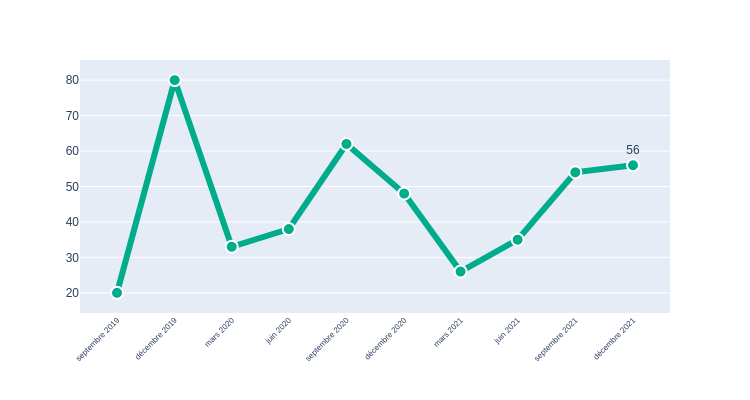 80
70
60
50
40
30
20
56
septembre 2019
décembre 2019
mars 2020
juin 2020
septembre 2020
décembre 2020
mars 2021
juin 2021
septembre 2021
décembre 2021